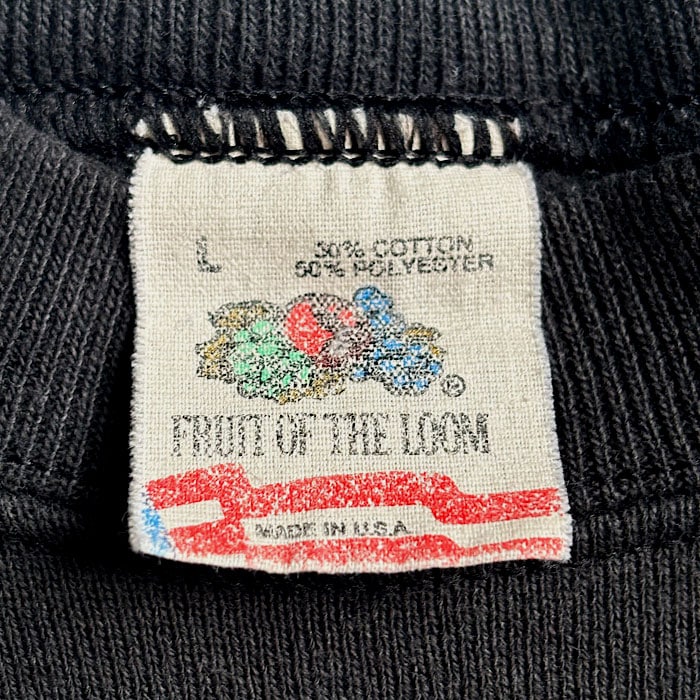 L
50% COTTON
50% POLYESTER
®
FRUIT OF THE LOOM
MADE IN U.S.A.